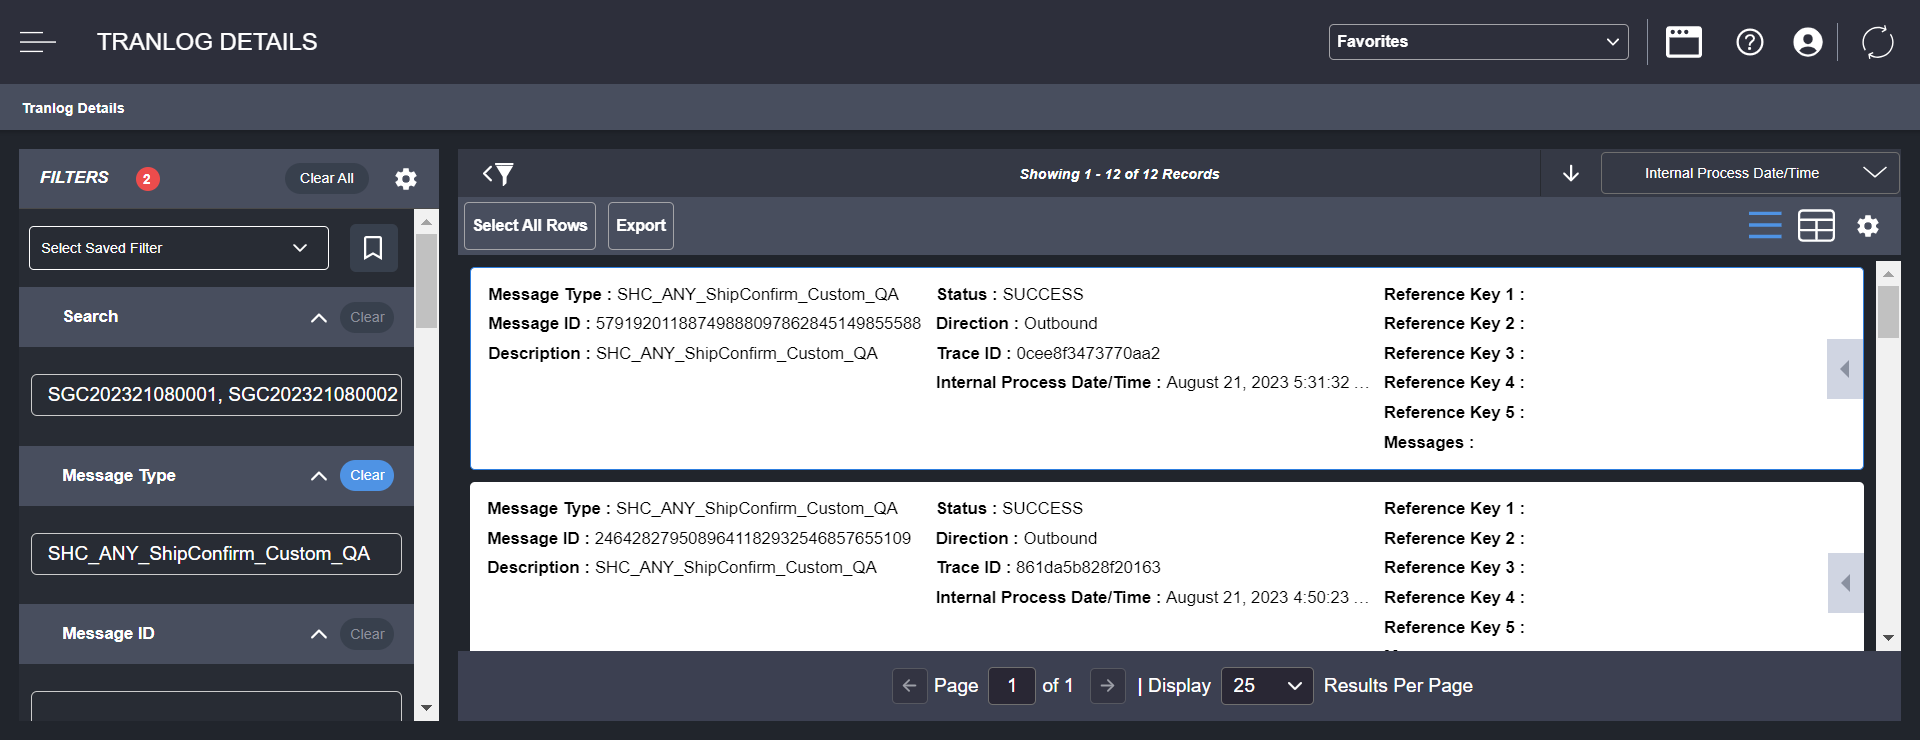 TRANLOG DETAILS
Favorites
Tranlog Details
FILTERS 2 Clear All
Select Saved Filter
Search Clear
SGC202321080001, SGC202321080002
Message Type Clear
SHC_ANY_ShipConfirm_Custom_QA
Message ID Clear
Showing 1 - 12 of 12 Records
Internal Process Date/Time
Select All Rows Export
Message Type : SHC_ANY_ShipConfirm_Custom_QA
Message ID : 57919201188749888097862845149855588
Description : SHC_ANY_ShipConfirm_Custom_QA
Status : SUCCESS
Direction : Outbound
Trace ID : 0cee8f3473770aa2
Internal Process Date/Time : August 21, 2023 5:31:32 ...
Reference Key 1 :
Reference Key 2 :
Reference Key 3 :
Reference Key 4 :
Reference Key 5 :
Messages :
Message Type : SHC_ANY_ShipConfirm_Custom_QA
Message ID : 24642827950896411829325468576​55109
Description : SHC_ANY_ShipConfirm_Custom_QA
Status : SUCCESS
Direction : Outbound
Trace ID : 861da5b828f20163
Internal Process Date/Time : August 21, 2023 4:50:23 ...
Reference Key 1 :
Reference Key 2 :
Reference Key 3 :
Reference Key 4 :
Reference Key 5 :
Page 1 of 1 | Display 25 Results Per Page